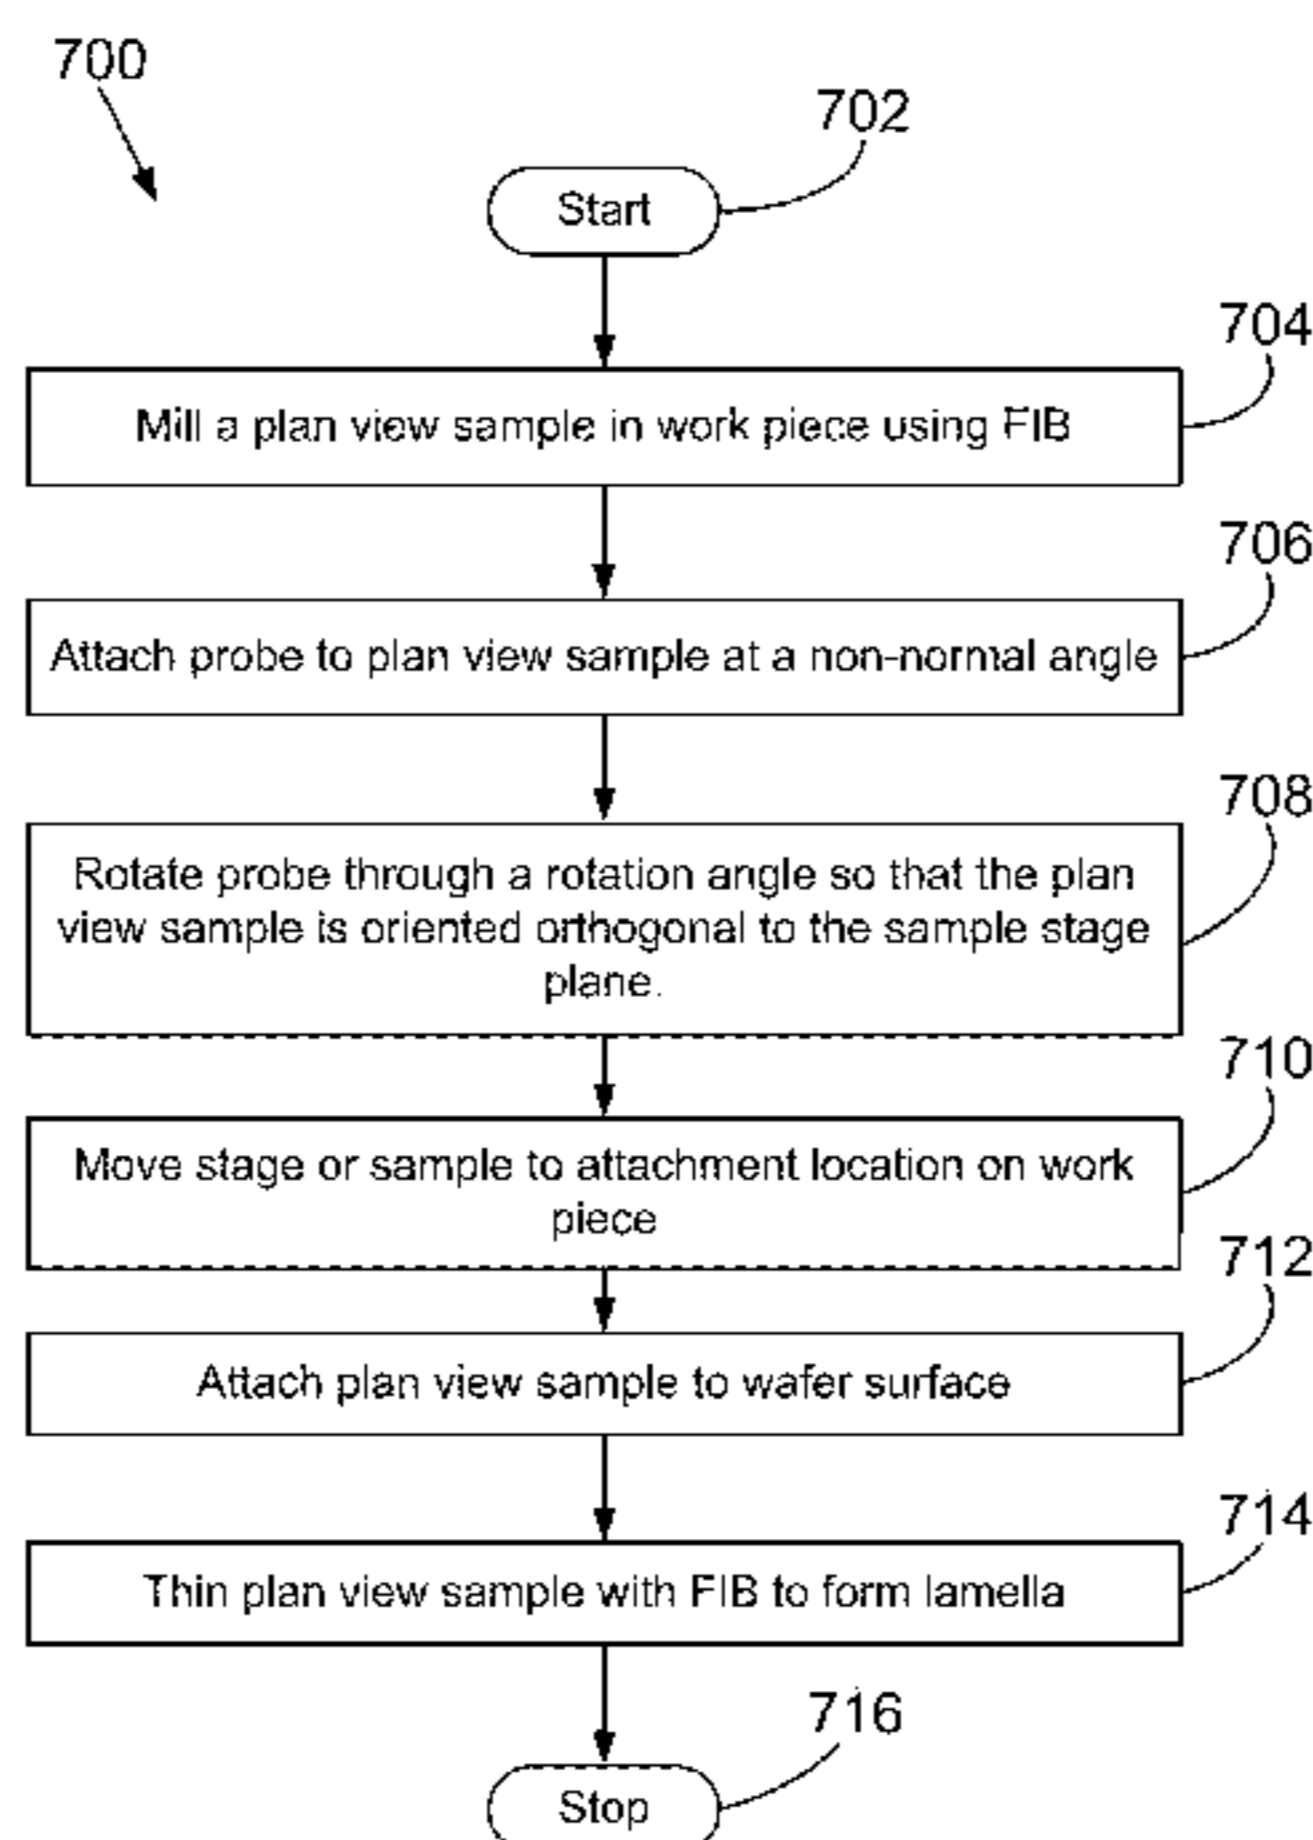 700
702
Start
704
Mill a plan view sample in work piece using FIB
706
Attach probe to plan view sample at a non-normal angle
708
Rotate probe through a rotation angle so that the plan
view sample is oriented orthogonal to the sample stage
plane.
710
Move stage or sample to attachment location on work
piece
712
Attach plan view sample to wafer surface
714
Thin plan view sample with FIB to form lamella
716
Stop